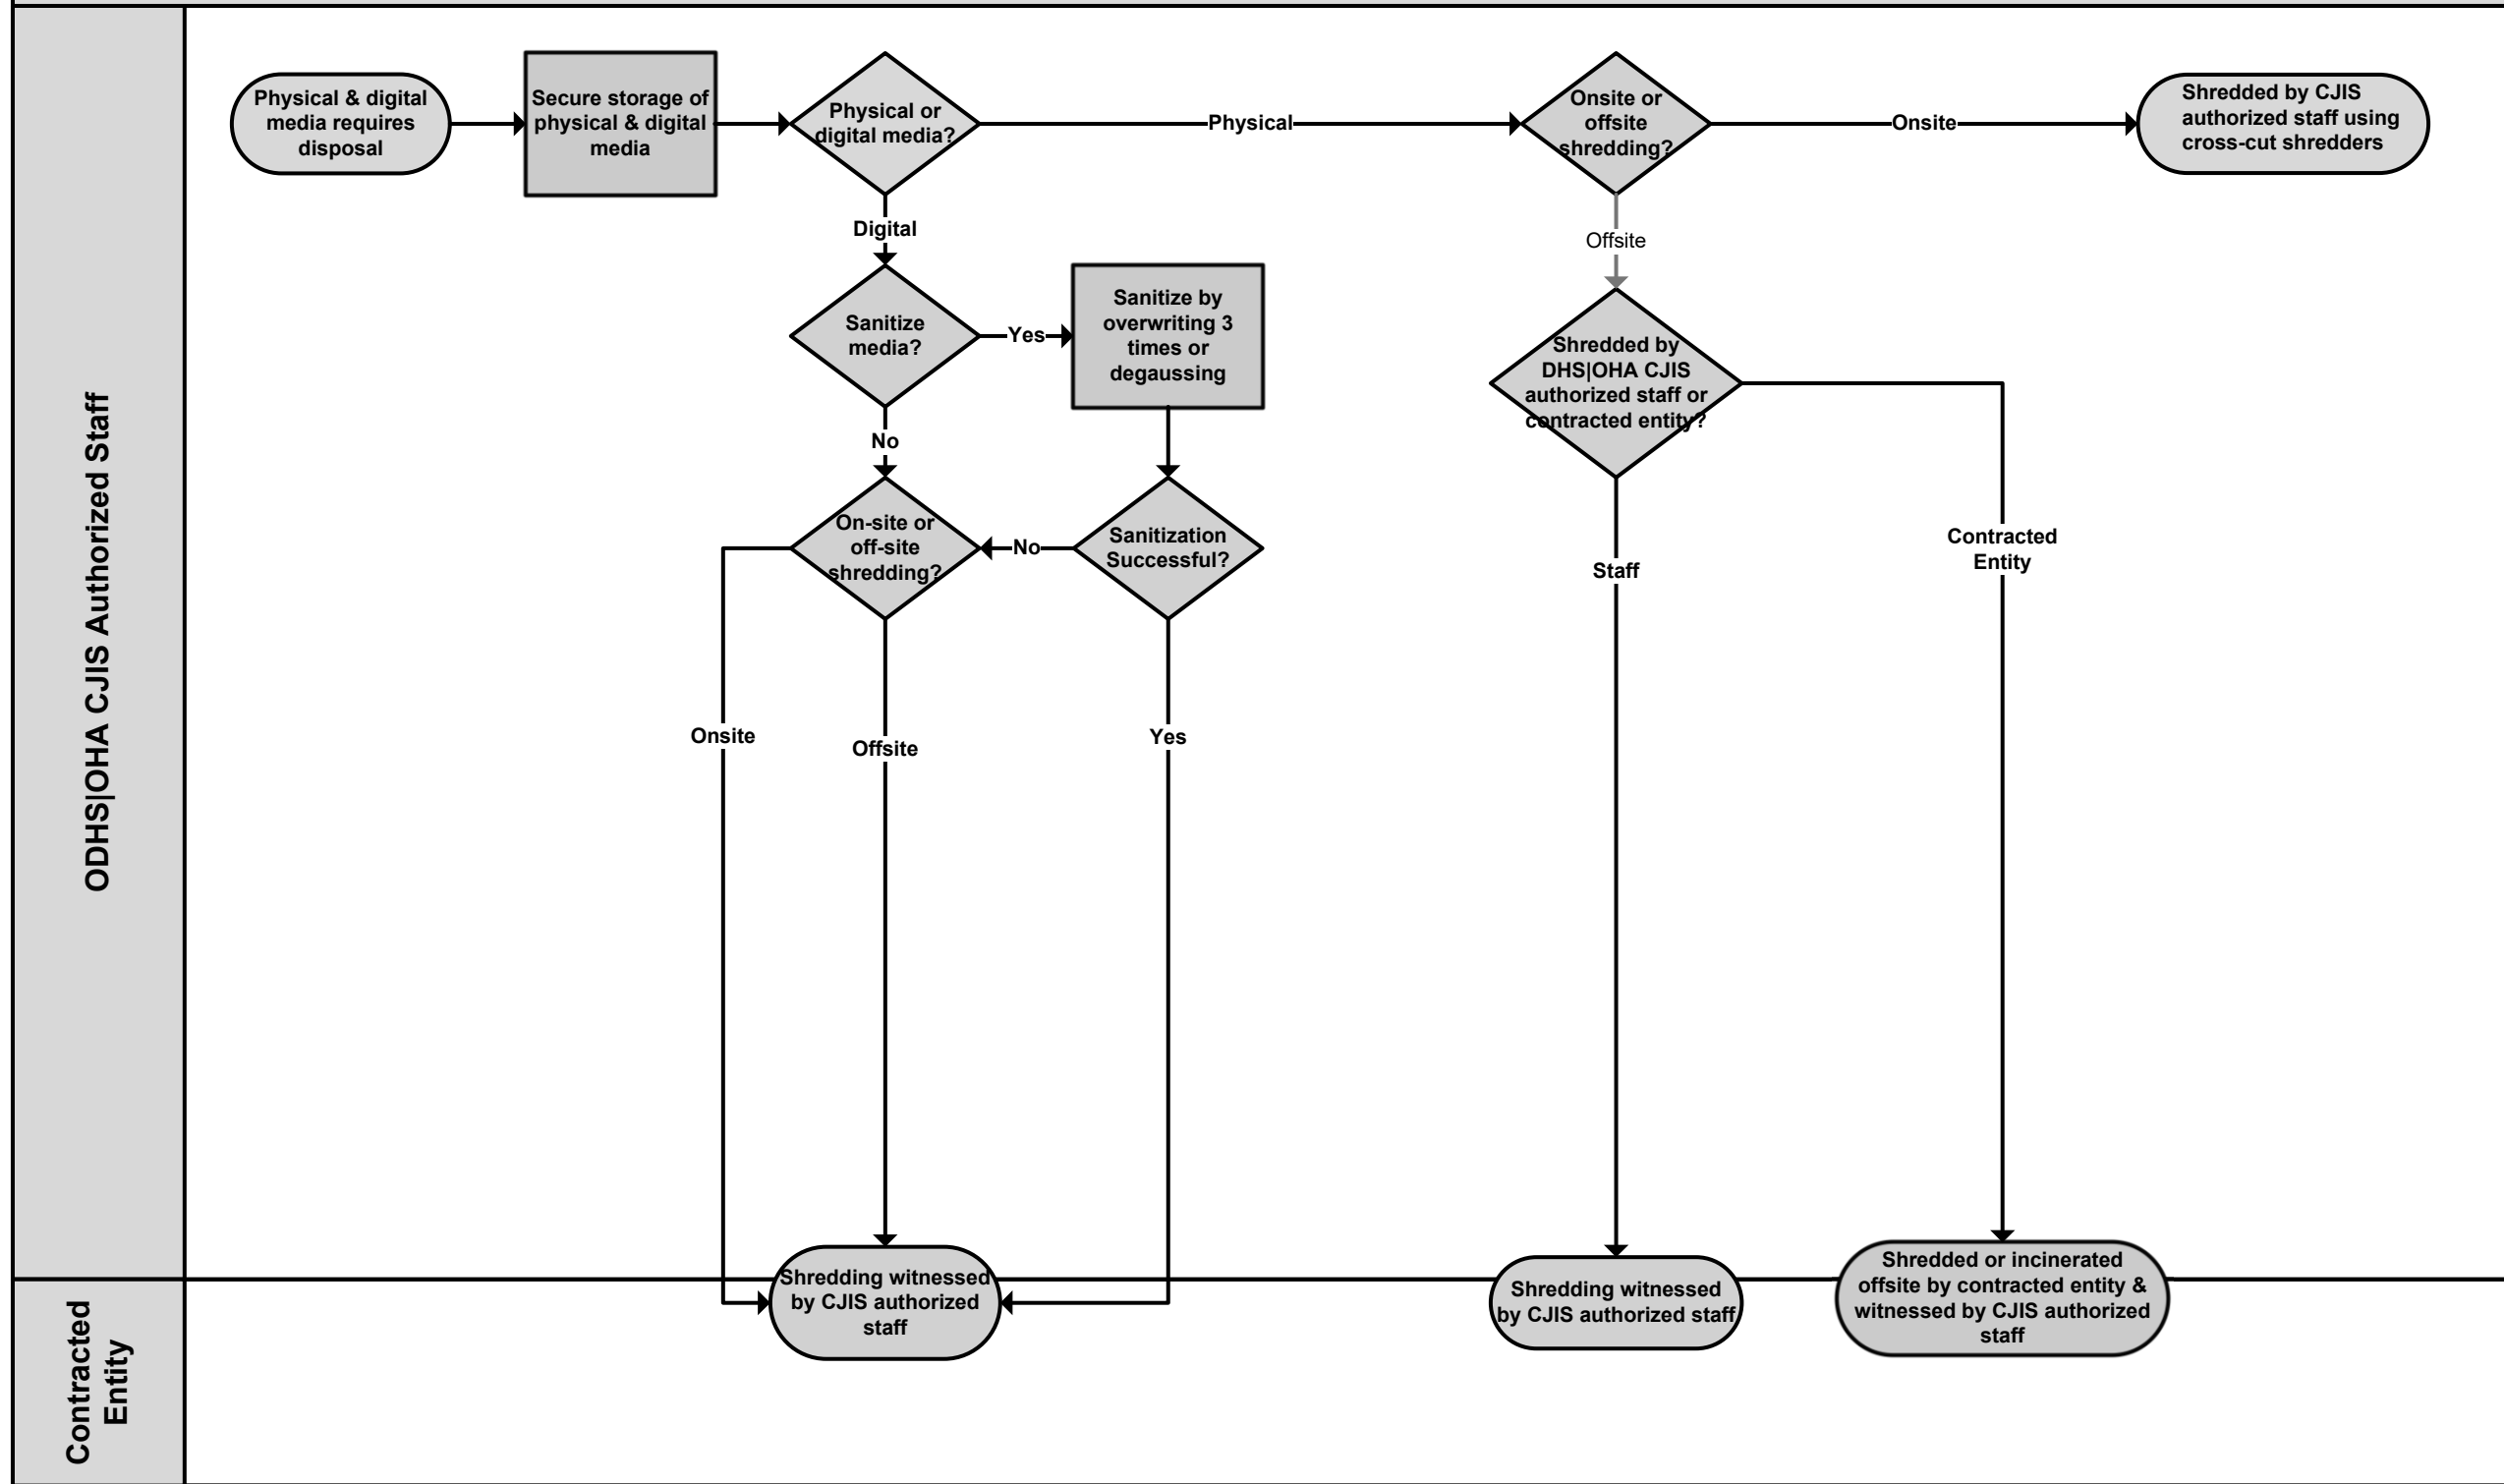 ODHS|OHA CJIS Authorized Staff
Physical & digital
media requires
disposal
Secure storage of
physical & digital
media
Physical or
digital media?
Physical
Onsite or
offsite
shredding?
Onsite
Shredded by CJIS
authorized staff using
cross-cut shredders
Digital
Offsite
Sanitize
media?
Yes
Sanitize by
overwriting 3
times or
degaussing
Shredded by
DHS|OHA CJIS
authorized staff or
contracted entity?
No
On-site or
off-site
shredding?
No
Sanitization
Successful?
Staff
Contracted
Entity
Onsite
Offsite
Yes
Contracted
Entity
Shredding witnessed
by CJIS authorized
staff
Shredding witnessed
by CJIS authorized staff
Shredded or incinerated
offsite by contracted entity &
witnessed by CJIS authorized
staff